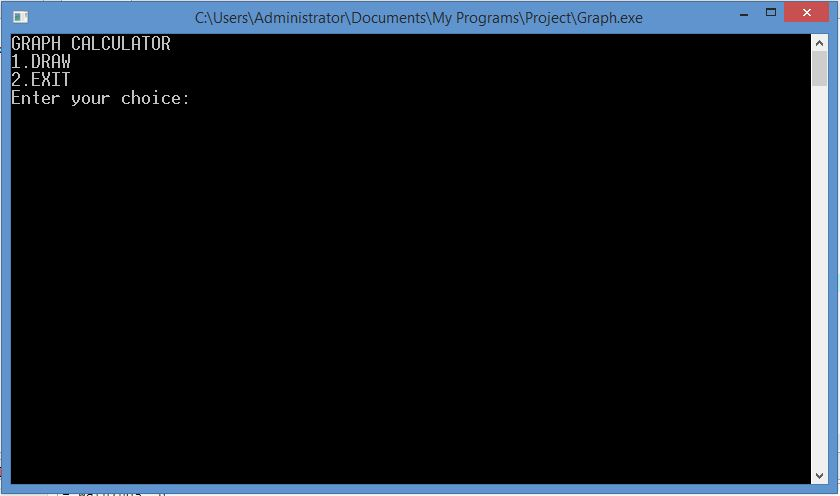 C:\Users\Administrator\Documents\My Programs\Project\Graph.exe
GRAPH CALCULATOR
1.DRAW
2.EXIT
Enter your choice: